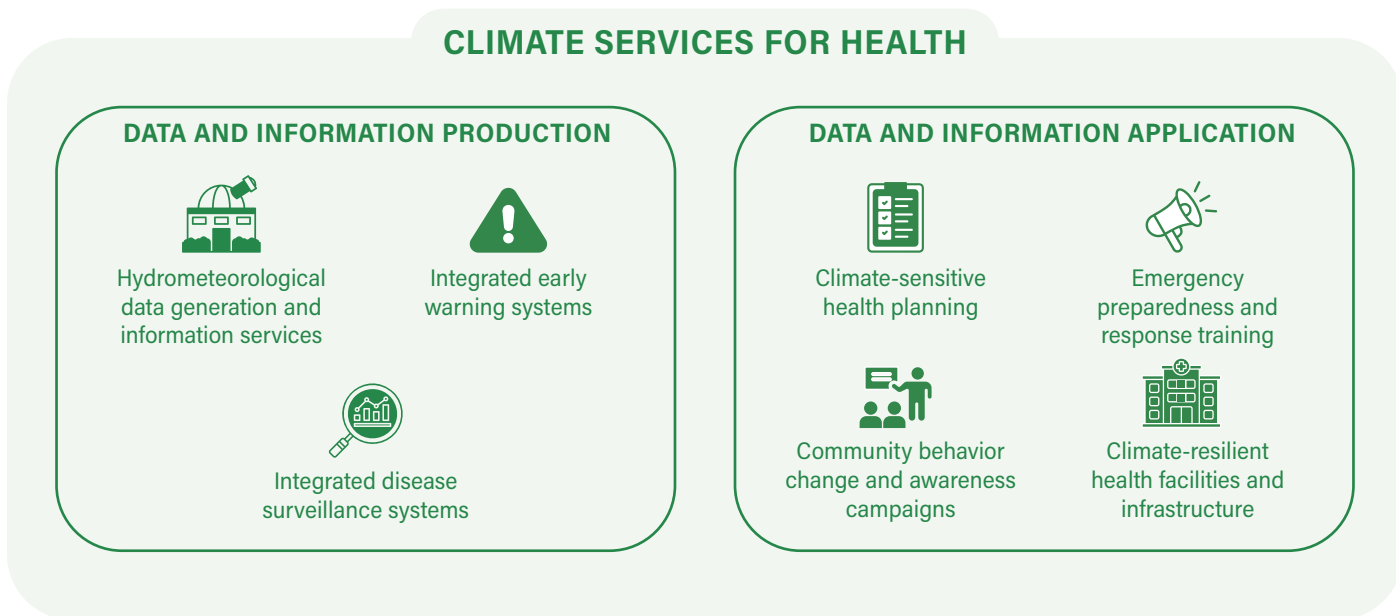 CLIMATE SERVICES FOR HEALTH
DATA AND INFORMATION PRODUCTION
Hydrometeorological
data generation and
information services
Integrated early
warning systems
Integrated disease
surveillance systems
DATA AND INFORMATION APPLICATION
Climate-sensitive
health planning
Emergency
preparedness and
response training
Community behavior
change and awareness
campaigns
Climate-resilient
health facilities and
infrastructure